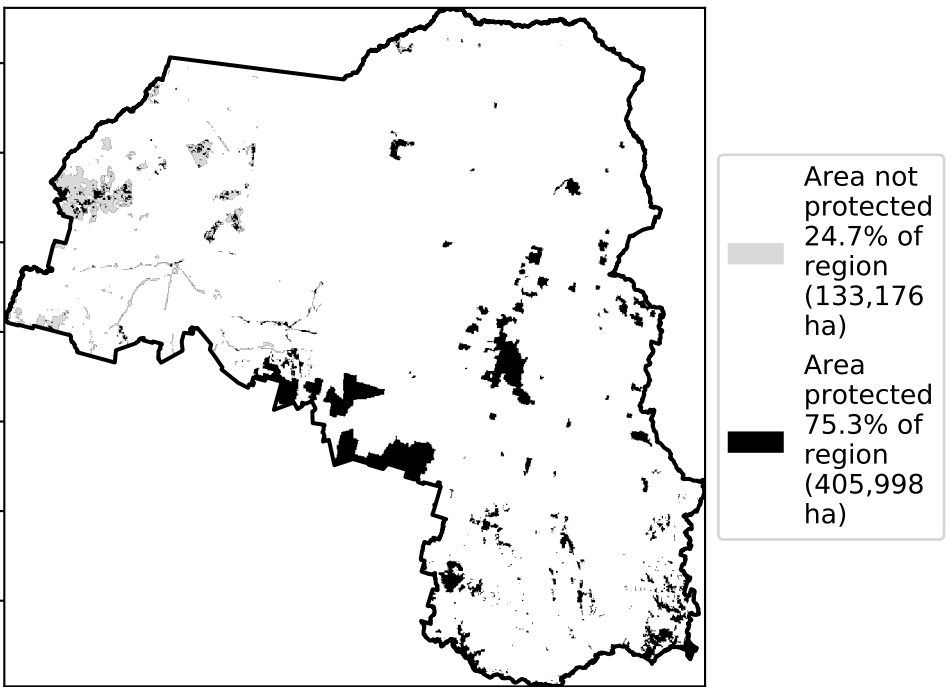 Area not
protected
24.7% of
region
(133,176
ha)
Area
protected
75.3% of
region
(405,998
ha)